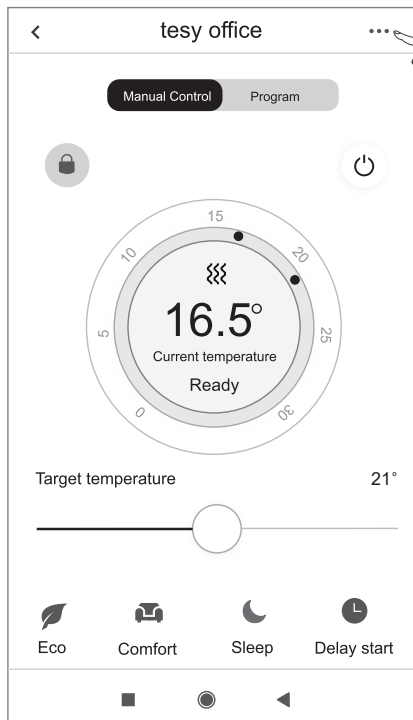 tesy office
Manual Control Program
15
10 20
5 25
0 30
16.5°
Current temperature
Ready
Target temperature 21°
Eco Comfort Sleep Delay start